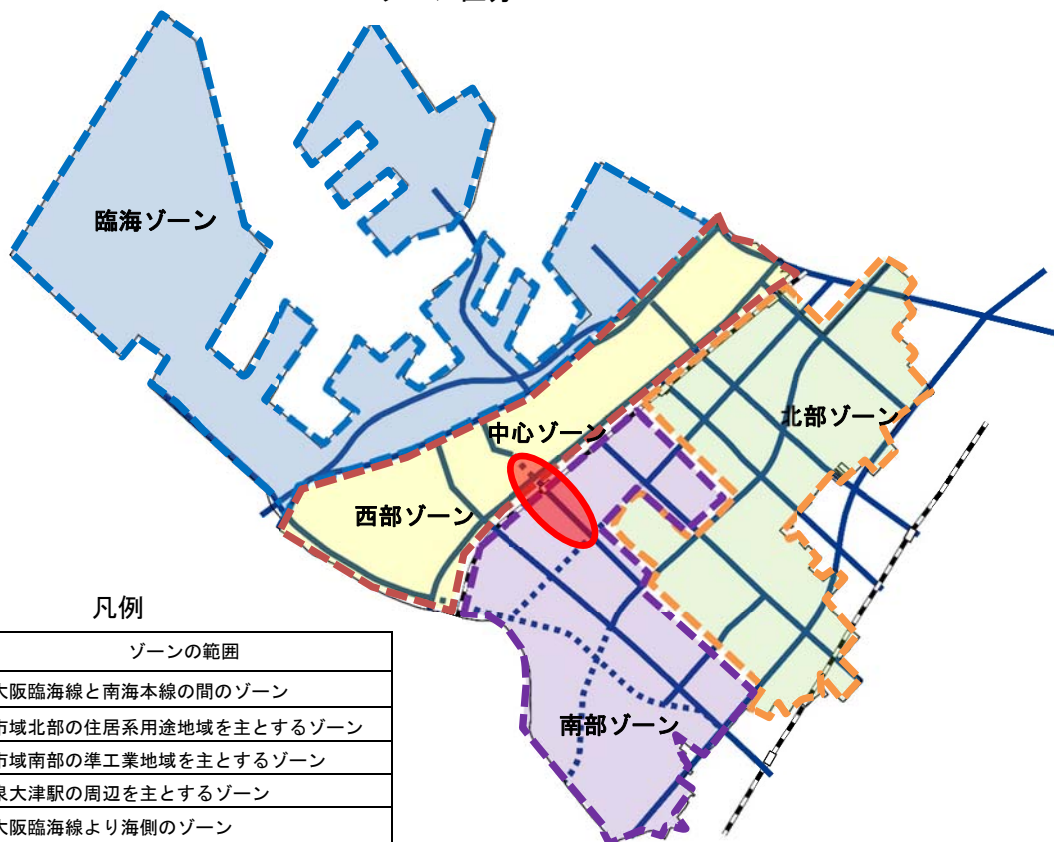 臨海ゾーン
北部ゾーン
中心ゾーン
西部ゾーン
南部ゾーン
凡例
ゾーンの範囲
大阪臨海線と南海本線の間のゾーン
市域北部の住居系用途地域を主とするゾーン
市域南部の準工業地域を主とするゾーン
泉大津駅の周辺を主とするゾーン
大阪臨海線より海側のゾーン